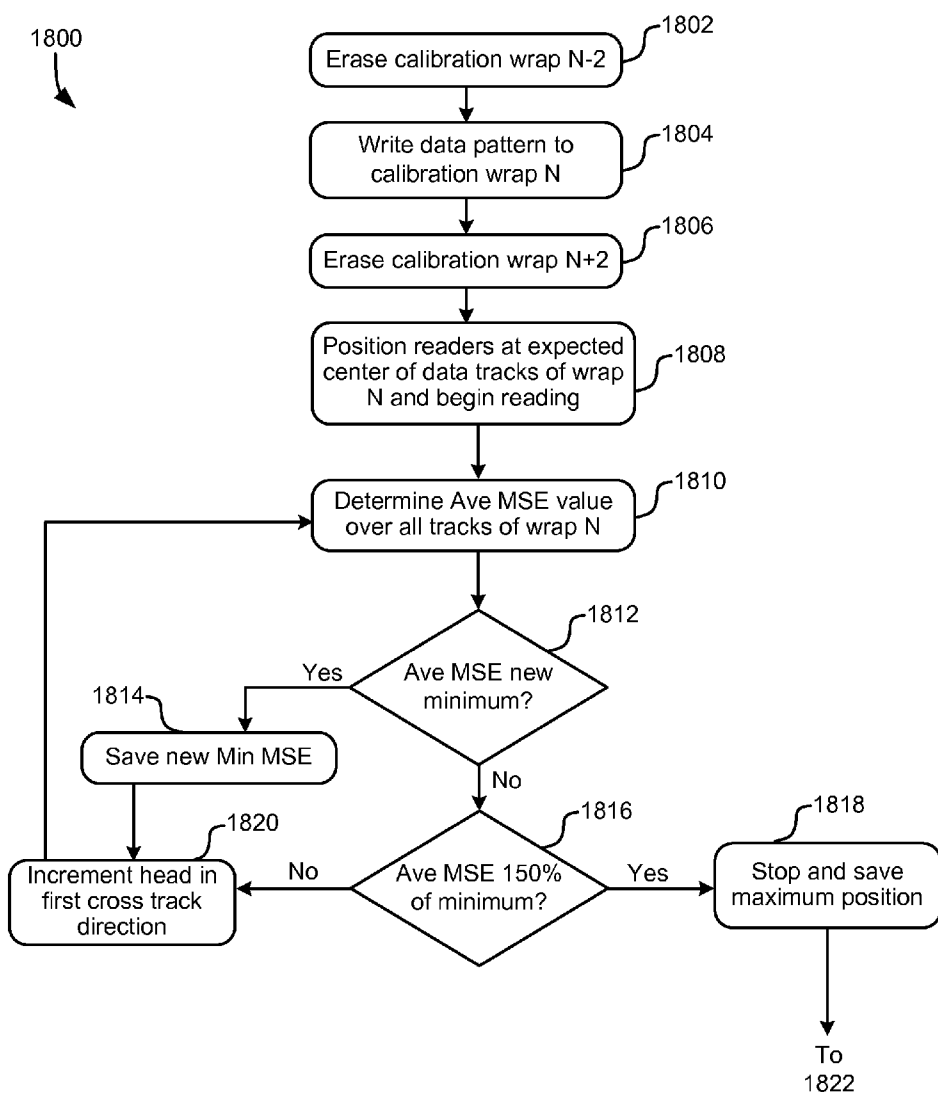 1800
1802
Erase calibration wrap N-2
1804
Write data pattern to
calibration wrap N
1806
Erase calibration wrap N+2
1808
Position readers at expected
center of data tracks of wrap
N and begin reading
1810
Determine Ave MSE value
over all tracks of wrap N
1812
Ave MSE new
minimum?
Yes
No
1814
Save new Min MSE
1816
Ave MSE 150%
of minimum?
No
Yes
1820
Increment head in
first cross track
direction
1818
Stop and save
maximum position
To
1822